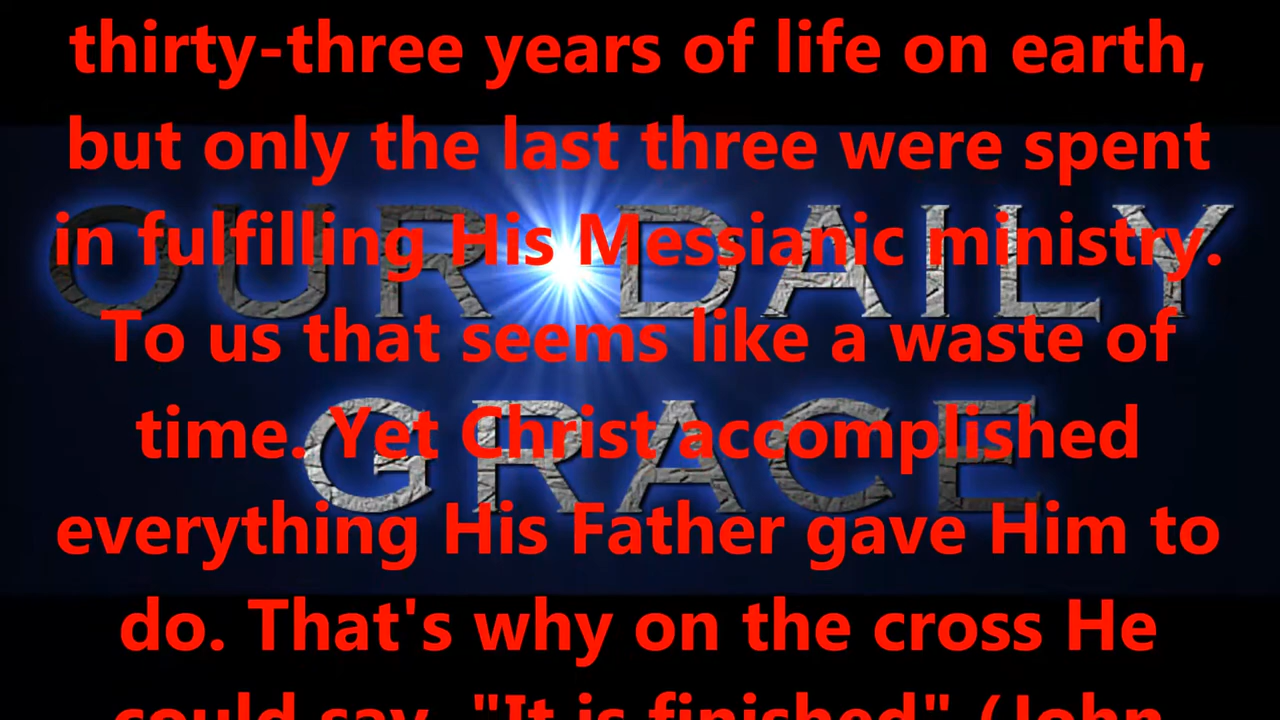 thirty-three years of life on earth,
but only the last three were spent
in fulfilling His Messianic ministry.
To us that seems like a waste of
time. Yet Christ accomplished
everything His Father gave Him to
do. That's why on the cross He
could say, "It is finished" (John
OUR DAILY
GRACE